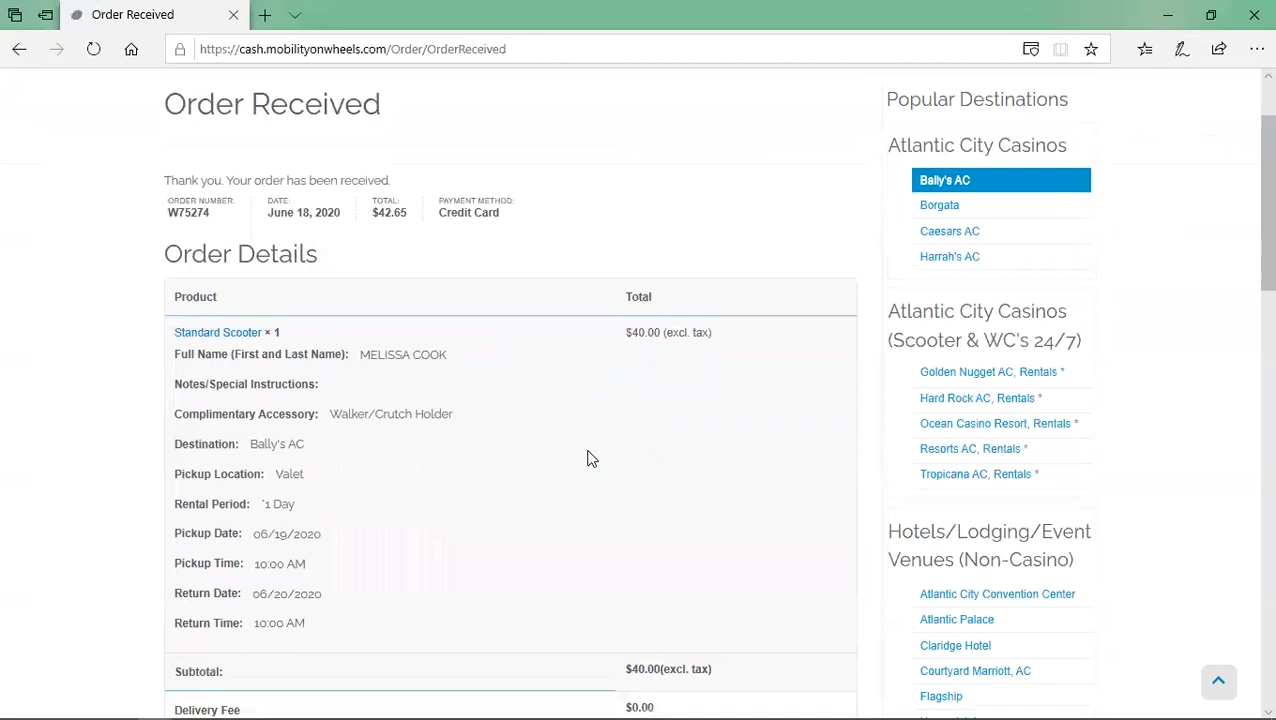 Order Received
https://cash.mobilityonwheels.com/Order/OrderReceived
Order Received
Thank you. Your order has been received.
ORDER NUMBER: DATE: TOTAL: PAYMENT METHOD:
W75274 June 18, 2020 $42.65 Credit Card
Order Details
Product Total
Standard Scooter × 1 $40.00 (excl. tax)
Full Name (First and Last Name): MELISSA COOK
Notes/Special Instructions:
Complimentary Accessory: Walker/Crutch Holder
Destination: Bally's AC
Pickup Location: Valet
Rental Period: *1 Day
Pickup Date: 06/19/2020
Pickup Time: 10:00 AM
Return Date: 06/20/2020
Return Time: 10:00 AM
Subtotal: $40.00(excl. tax)
Delivery Fee $0.00
Popular Destinations
Atlantic City Casinos
Bally's AC
Borgata
Caesars AC
Harrah's AC
Atlantic City Casinos
(Scooter & WC's 24/7)
Golden Nugget AC, Rentals *
Hard Rock AC, Rentals *
Ocean Casino Resort, Rentals *
Resorts AC, Rentals *
Tropicana AC, Rentals *
Hotels/Lodging/Event
Venues (Non-Casino)
Atlantic City Convention Center
Atlantic Palace
Claridge Hotel
Courtyard Marriott, AC
Flagship